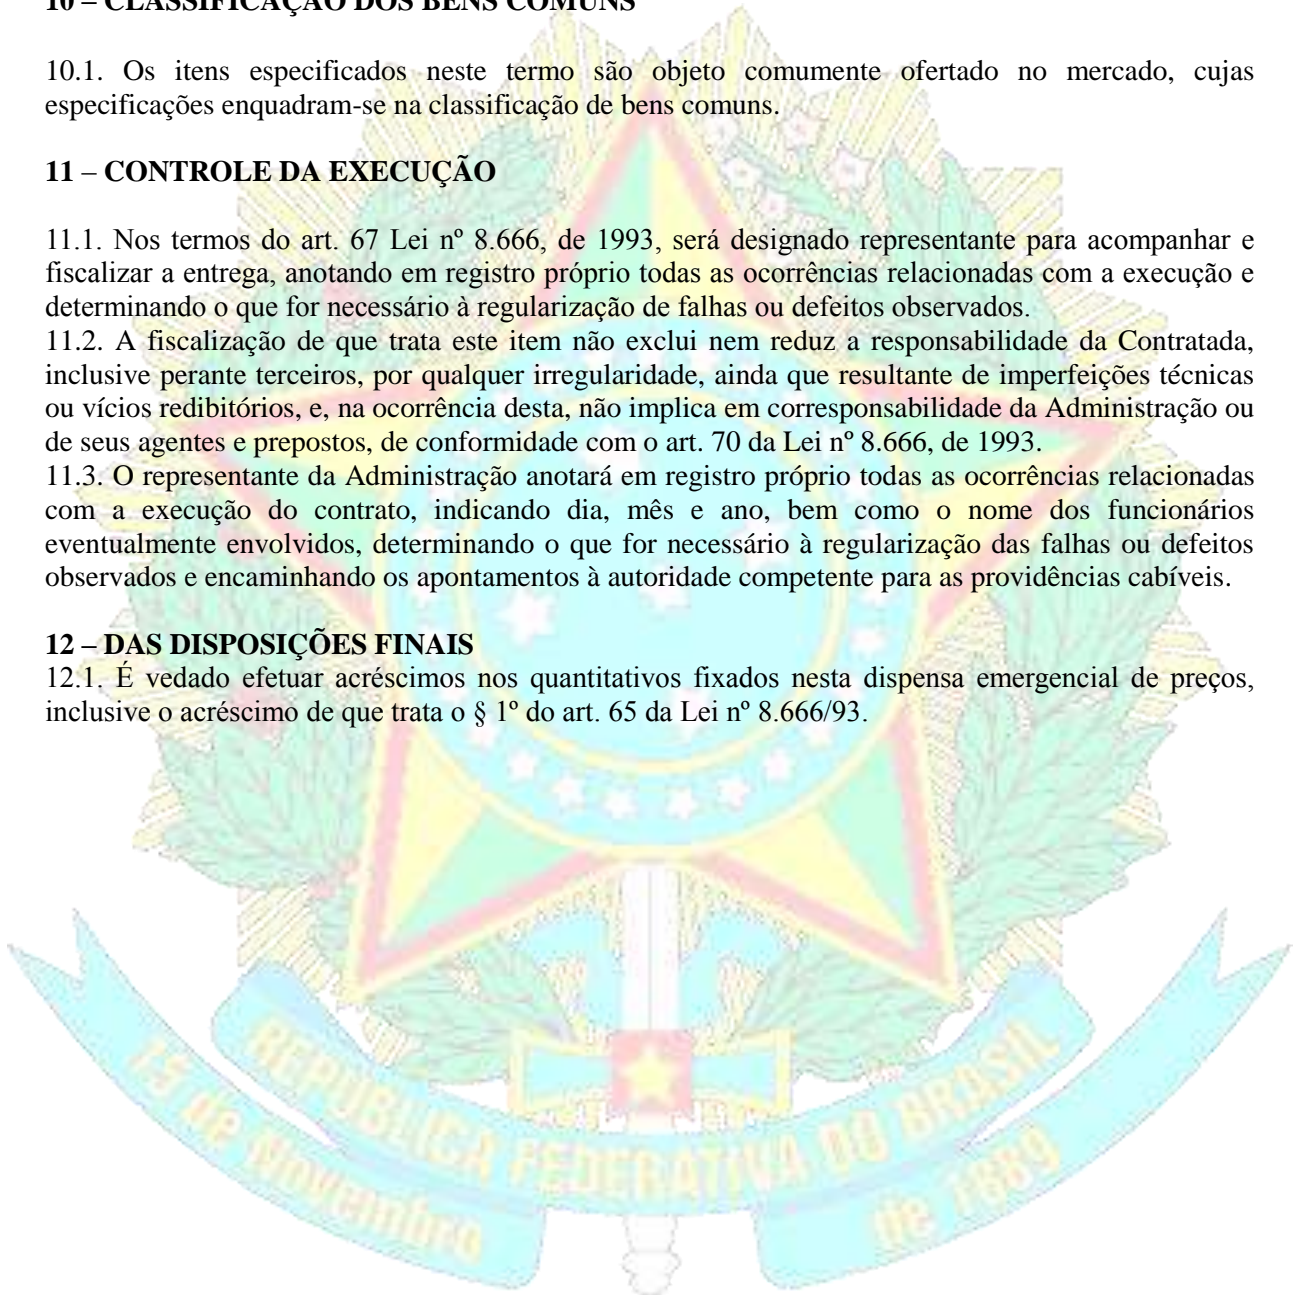 10 – CLASSIFICAÇÃO DOS BENS COMUNS
10.1. Os itens especificados neste termo são objeto comumente ofertado no mercado, cujas
especificações enquadram-se na classificação de bens comuns.
11 – CONTROLE DA EXECUÇÃO
11.1. Nos termos do art. 67 Lei nº 8.666, de 1993, será designado representante para acompanhar e
fiscalizar a entrega, anotando em registro próprio todas as ocorrências relacionadas com a execução e
determinando o que for necessário à regularização de falhas ou defeitos observados.
11.2. A fiscalização de que trata este item não exclui nem reduz a responsabilidade da Contratada,
inclusive perante terceiros, por qualquer irregularidade, ainda que resultante de imperfeições técnicas
ou vícios redibitórios, e, na ocorrência desta, não implica em corresponsabilidade da Administração ou
de seus agentes e prepostos, de conformidade com o art. 70 da Lei nº 8.666, de 1993.
11.3. O representante da Administração anotará em registro próprio todas as ocorrências relacionadas
com a execução do contrato, indicando dia, mês e ano, bem como o nome dos funcionários
eventualmente envolvidos, determinando o que for necessário à regularização das falhas ou defeitos
observados e encaminhando os apontamentos à autoridade competente para as providências cabíveis.
12 – DAS DISPOSIÇÕES FINAIS
12.1. É vedado efetuar acréscimos nos quantitativos fixados nesta dispensa emergencial de preços,
inclusive o acréscimo de que trata o § 1º do art. 65 da Lei nº 8.666/93.
REPÚBLICA FEDERATIVA DO BRASIL
15 de Novembro
de 1889